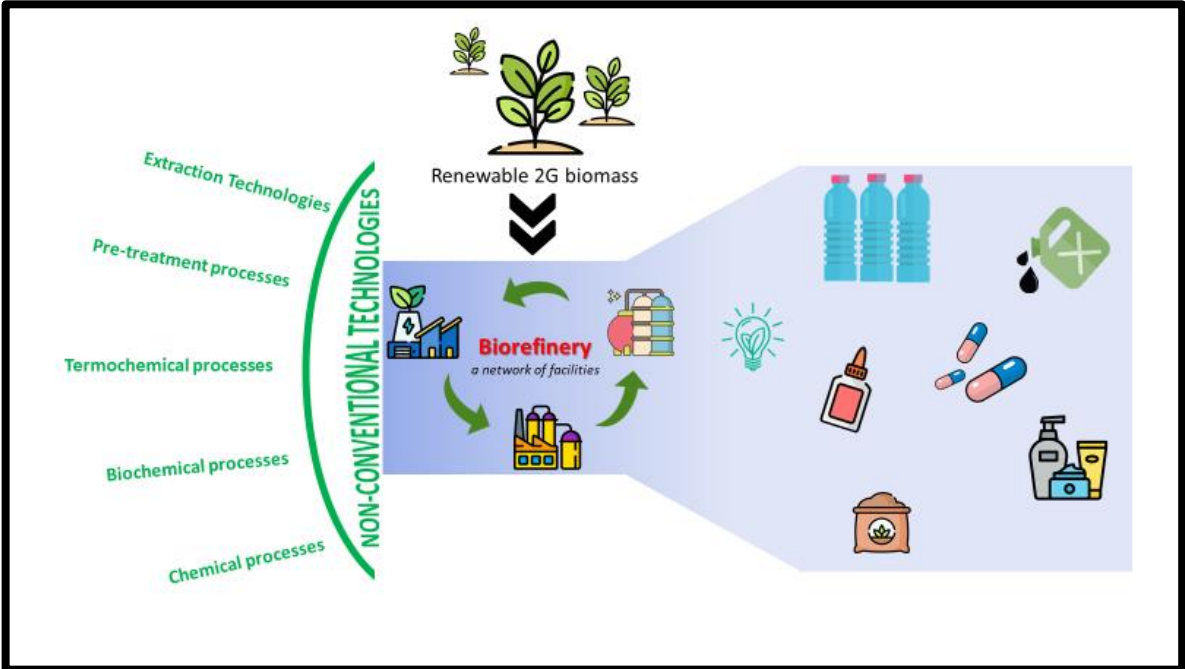 Renewable 2G biomass
Extraction Technologies
Pre-treatment processes
Termochemical processes
Biochemical processes
Chemical processes
NON-CONVENTIONAL TECHNOLOGIES
Biorefinery
a network of facilities